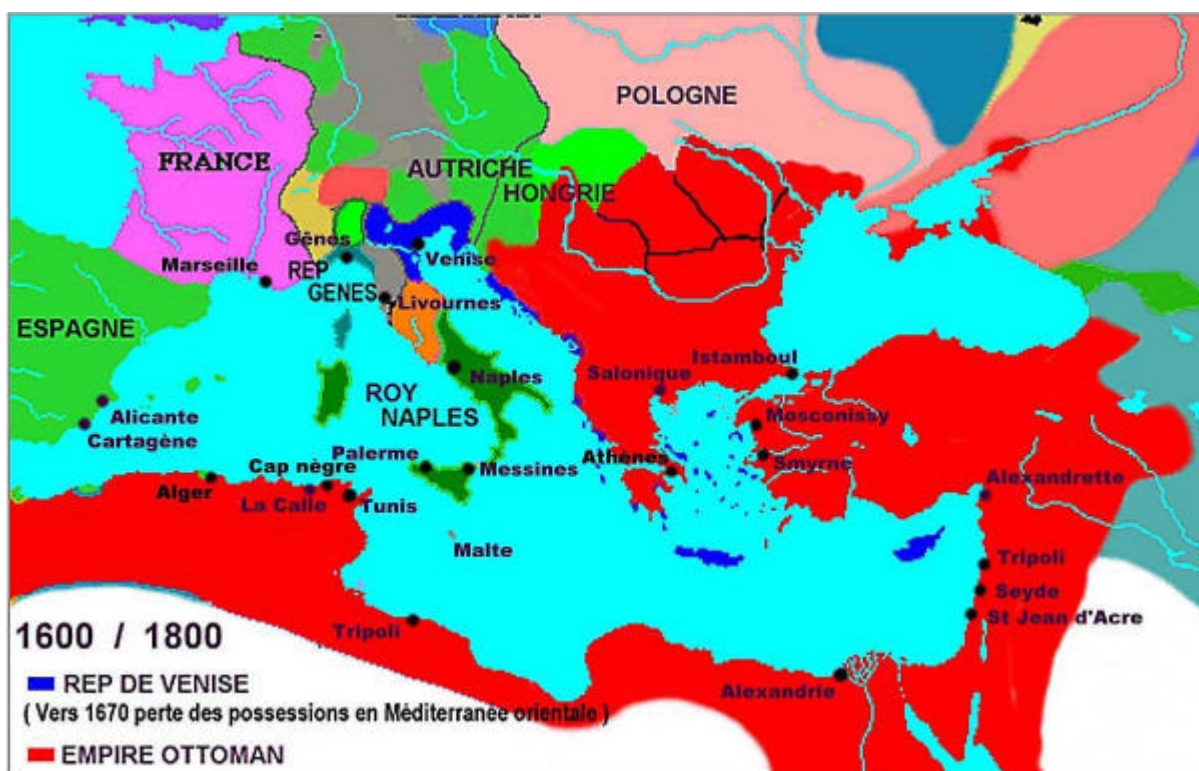 POLOGNE
FRANCE
AUTRICHE
HONGRIE
Gênes
Venise
Marseille
REP
GENES
Livournes
ESPAGNE
Istamboul
Salonique
Naples
ROY
NAPLES
Mosconissy
Alicante
Cartagène
Palerme
Messines
Athènes
Smyrne
Cap nègre
Alger
La Calle
Tunis
Alexandrette
Malte
Tripoli
Seyde
St Jean d'Acre
1600 / 1800
Tripoli
REP DE VENISE
Alexandrie
( Vers 1670 perte des possessions en Méditerranée orientale )
EMPIRE OTTOMAN